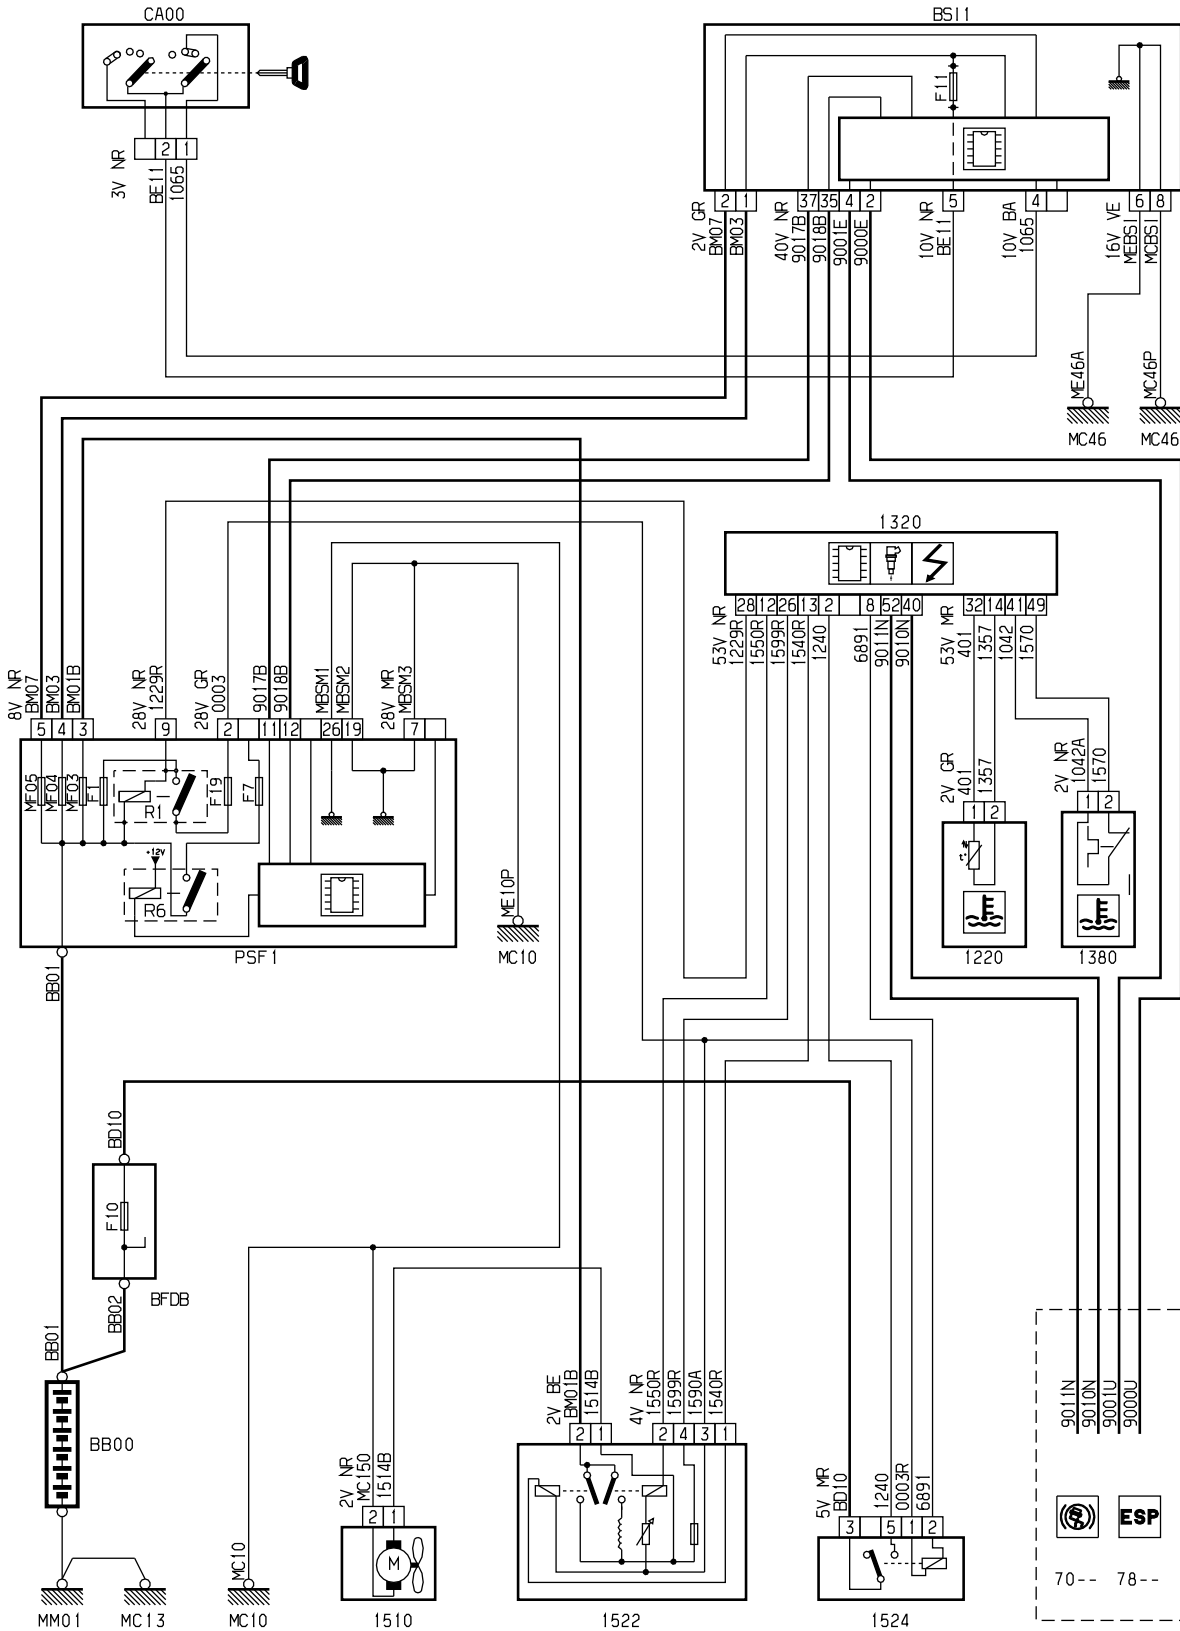 CA00
BSI1
F11
2 1
3V NR
BE11
1065
2 1
37 35 4 2
5
4
6 8
2V GR
BM07
BM03
40V NR
9017B
9018B
9001E
9000E
10V NR
BE11
10V BA
1065
16V VE
MEBSI
MCBSI
ME46A
MC46P
MC46
MC46
1320
28 12 26 13 2
8 52 40
32 14 41 49
53V NR
1229R
1550R
1599R
1540R
1240
6891
9011N
9010N
53V MR
401
1357
1042
1570
8V NR
BM07
BM03
BM01B
28V NR
1229R
28V GR
0003
9017B
9018B
MBSM1
MBSM2
28V MR
MBSM3
5 4 3
9
2
11 12
26 19
7
MF05
MF04
MF03
F1
R1
F19
F7
+12V
R6
PSF1
ME10P
MC10
2V GR
401
1357
1 2
t°
1220
2V NR
1042A
1570
1 2
1380
BB01
BD10
F10
BFDB
BB02
BB01
BB00
MM01
MC13
MC10
MC10
2V NR
MC150
1514B
2 1
M
1510
2V BE
BM01B
1514B
4V NR
1550R
1599R
1590A
1540R
2 1
2 4 3 1
1522
5V MR
BD10
1240
0003R
6891
3
5 1 2
1524
9011N
9010N
9001U
9000U
ESP
70--
78--